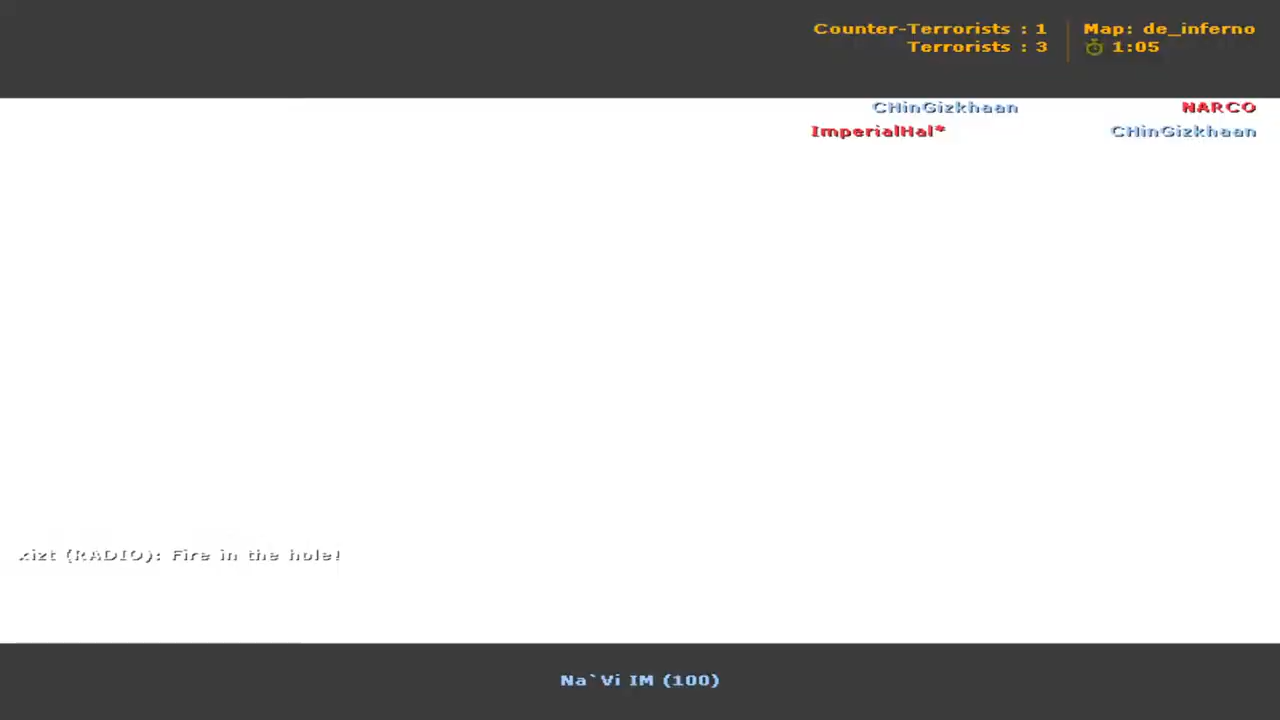 Counter-Terrorists : 1
Terrorists : 3
Map: de_inferno
1:05
CHinGizkhaan NARCO
ImperialHal* CHinGizkhaan
xizt (RADIO): Fire in the hole!
Na`Vi IM (100)